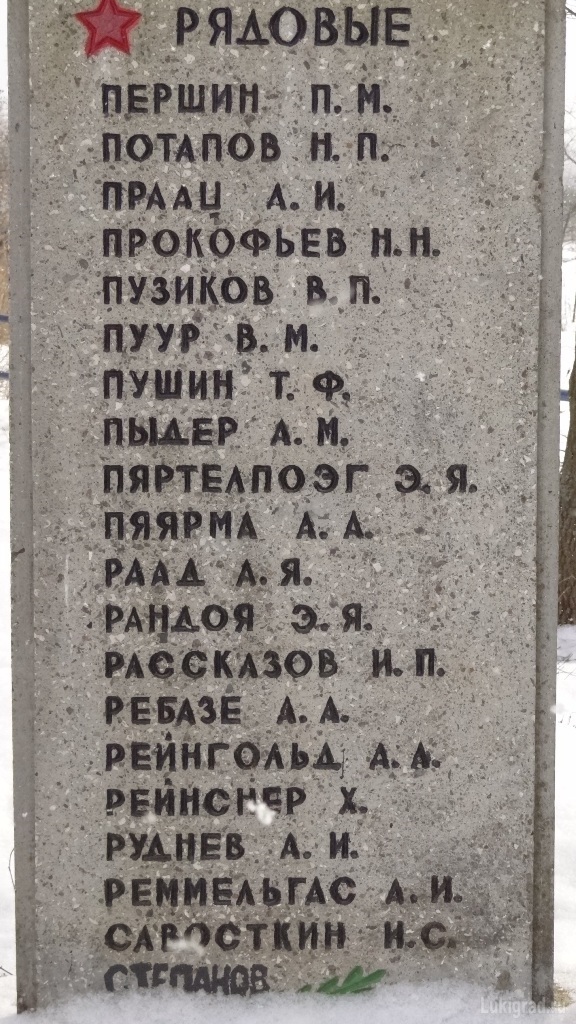 РЯДОВЫЕ
ПЕРШИН П. М.
ПОТАПОВ Н. П.
ПРААЦ А. И.
ПРОКОФЬЕВ Н.Н.
ПУЗИКОВ В. П.
ПУУР В. М.
ПУШИН Т. Ф.
ПЫДЕР А. М.
ПЯРТЕЛПОЭГ Э. Я.
ПЯЯРМА А. А.
РААД А. Я.
РАНДОЯ Э. Я.
РАССКАЗОВ И. П.
РЕБАЗЕ А. А.
РЕЙНГОЛЬД А. А.
РЕЙНСНЕР Х.
РУДНЕВ А. И.
РЕММЕЛЬГАС А. И.
САВОСТКИН Н.С.
СТЕПАНОВ
Lukigrad.ru